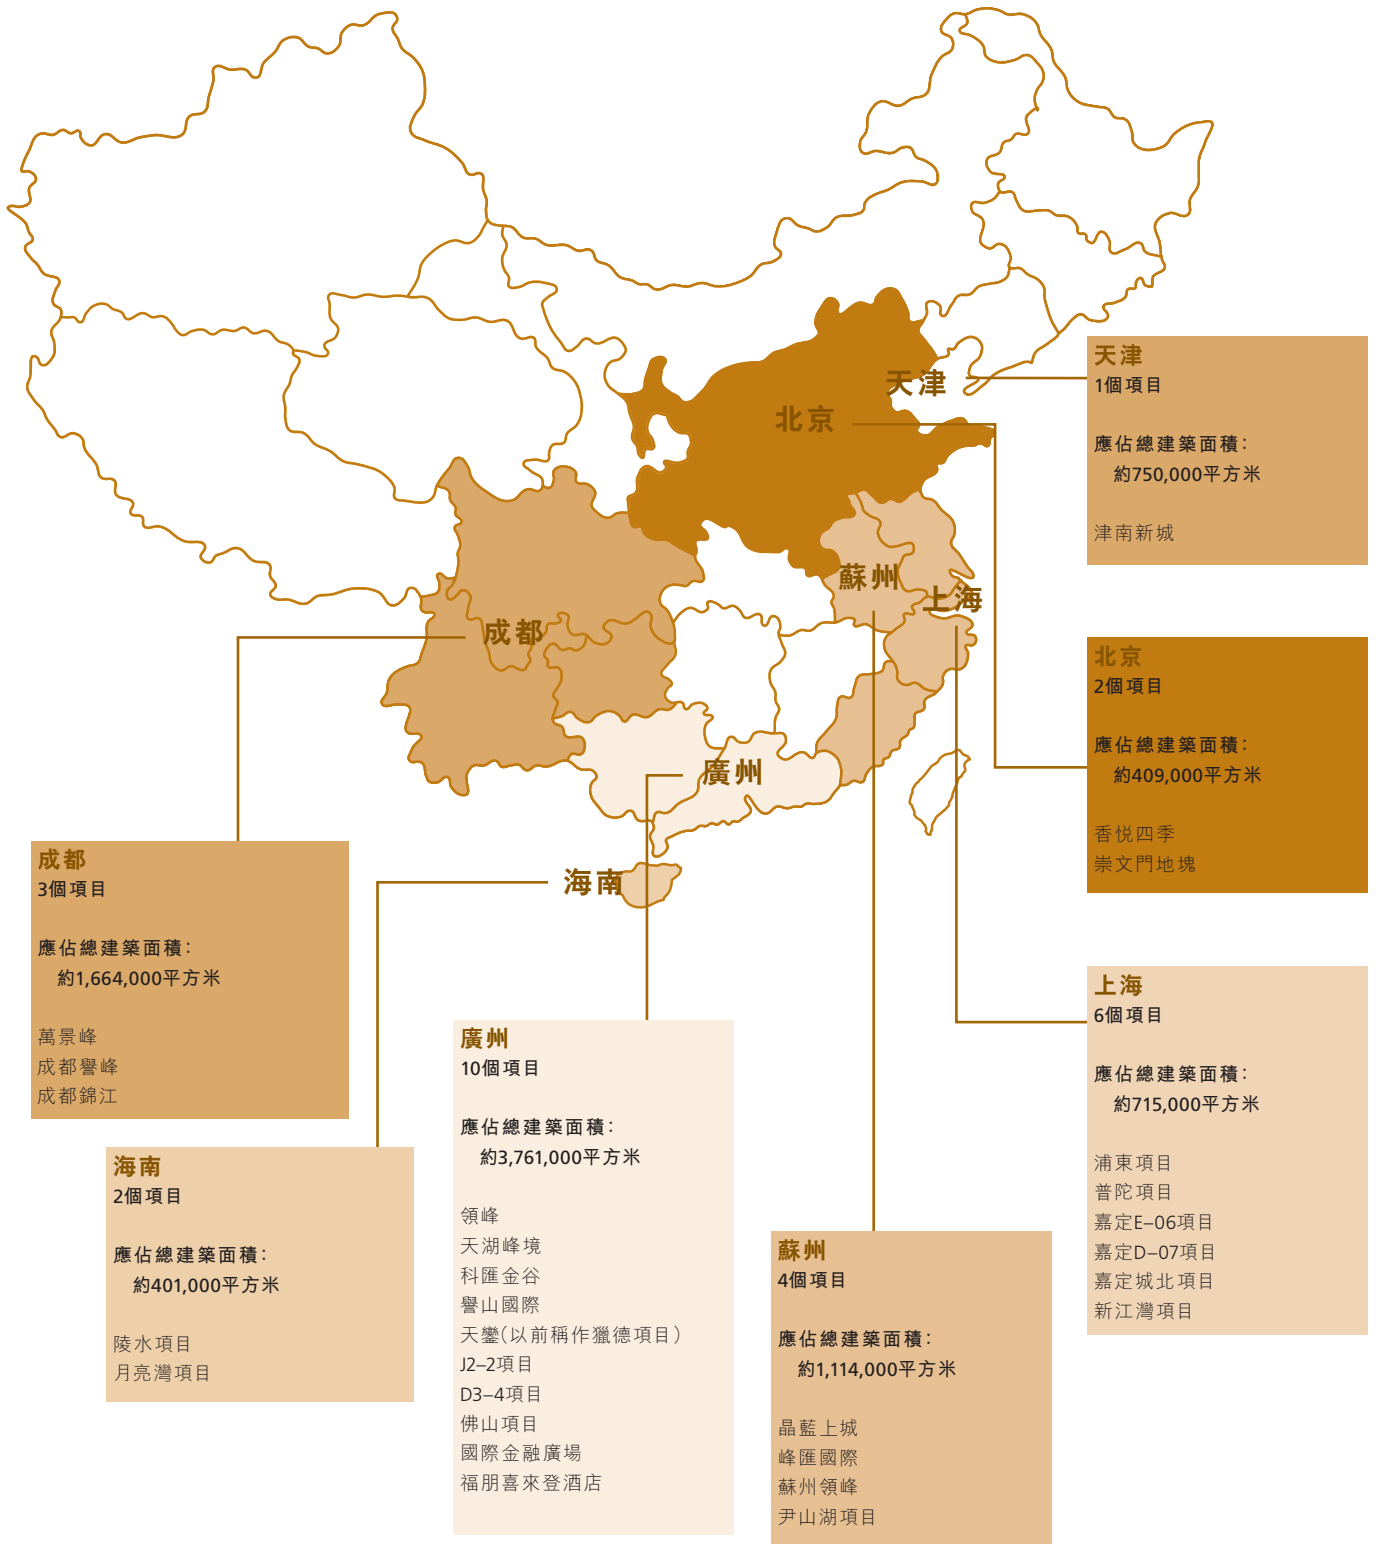 天津
北京
蘇州
上海
成都
廣州
海南
天津
1個項目
應佔總建築面積：
約750,000平方米
津南新城
北京
2個項目
應佔總建築面積：
約409,000平方米
香悦四季
崇文門地塊
上海
6個項目
應佔總建築面積：
約715,000平方米
浦東項目
普陀項目
嘉定E–06項目
嘉定D–07項目
嘉定城北項目
新江灣項目
成都
3個項目
應佔總建築面積：
約1,664,000平方米
萬景峰
成都譽峰
成都錦江
海南
2個項目
應佔總建築面積：
約401,000平方米
陵水項目
月亮灣項目
廣州
10個項目
應佔總建築面積：
約3,761,000平方米
領峰
天湖峰境
科匯金谷
譽山國際
天鑾（以前稱作獵德項目）
J2–2項目
D3–4項目
佛山項目
國際金融廣場
福朋喜來登酒店
蘇州
4個項目
應佔總建築面積：
約1,114,000平方米
晶藍上城
峰匯國際
蘇州領峰
尹山湖項目